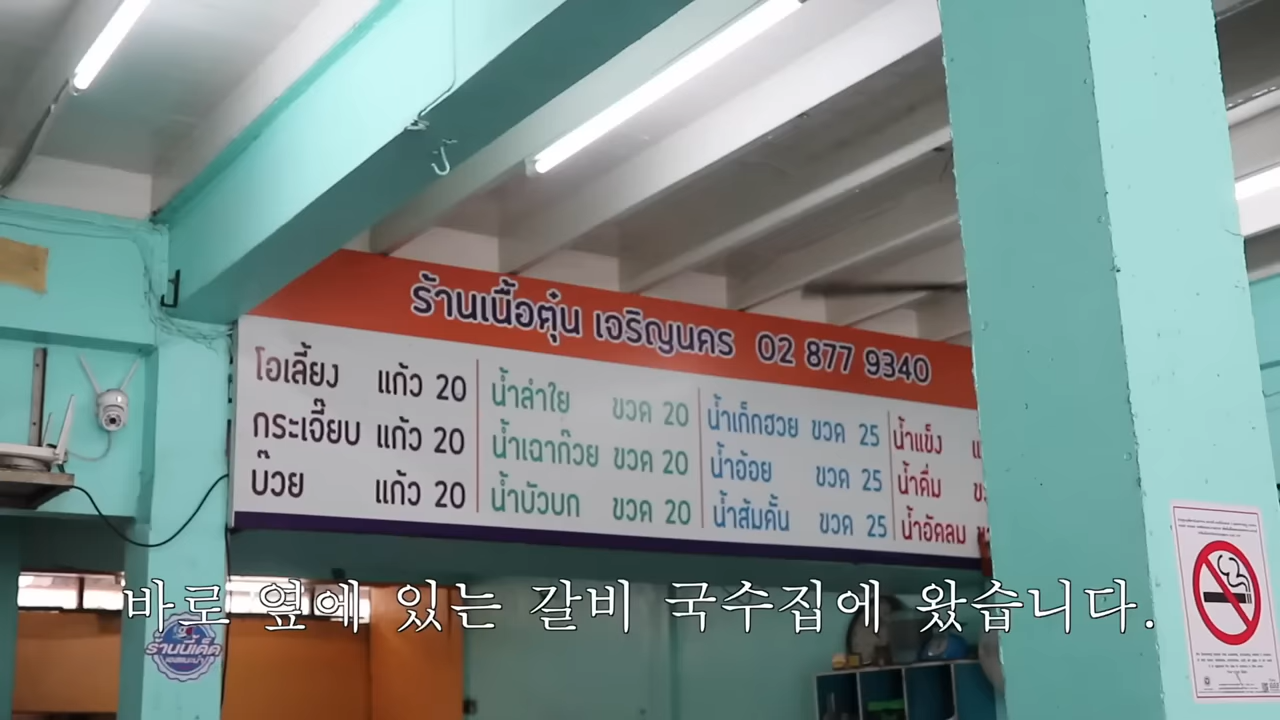 ร้านเนื้อตุ๋น เจริญนคร 02 877 9340
โอเลี้ยง แก้ว 20
กระเจี๊ยบ แก้ว 20
บ๊วย แก้ว 20
น้ำลำใย ขวด 20
น้ำเฉาก๊วย ขวด 20
น้ำบัวบก ขวด 20
น้ำเก็กฮวย ขวด 25
น้ำอ้อย ขวด 25
น้ำส้มคั้น ขวด 25
น้ำแข็ง
น้ำดื่ม
น้ำอัดลม
바로 옆에 있는 갈비 국수집에 왔습니다.
ร้านนี้เด็ด